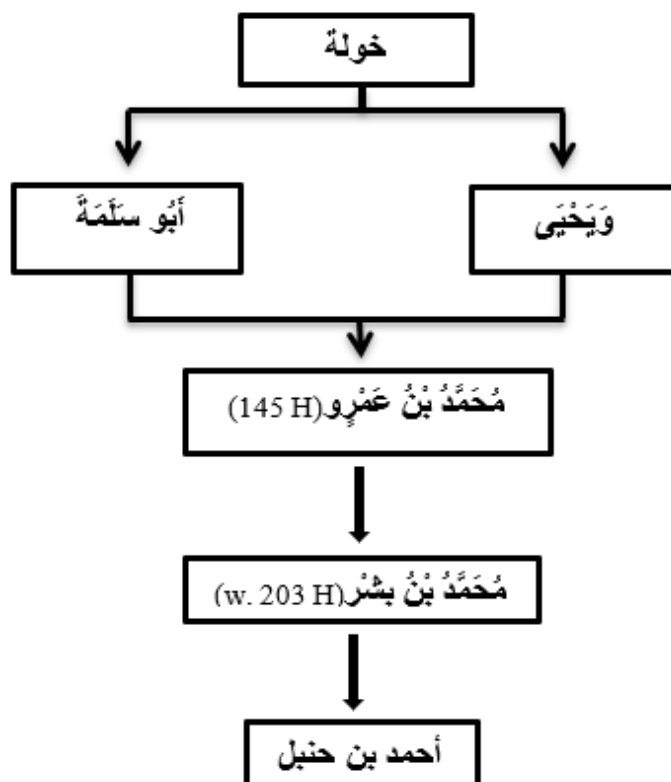 خولة
وَيَحْيَى
أَبُو سَلَمَةَ
مُحَمَّدُ بْنُ عَمْرٍو(145 H)
مُحَمَّدُ بْنُ بِشْر(w. 203 H)
أحمد بن حنبل